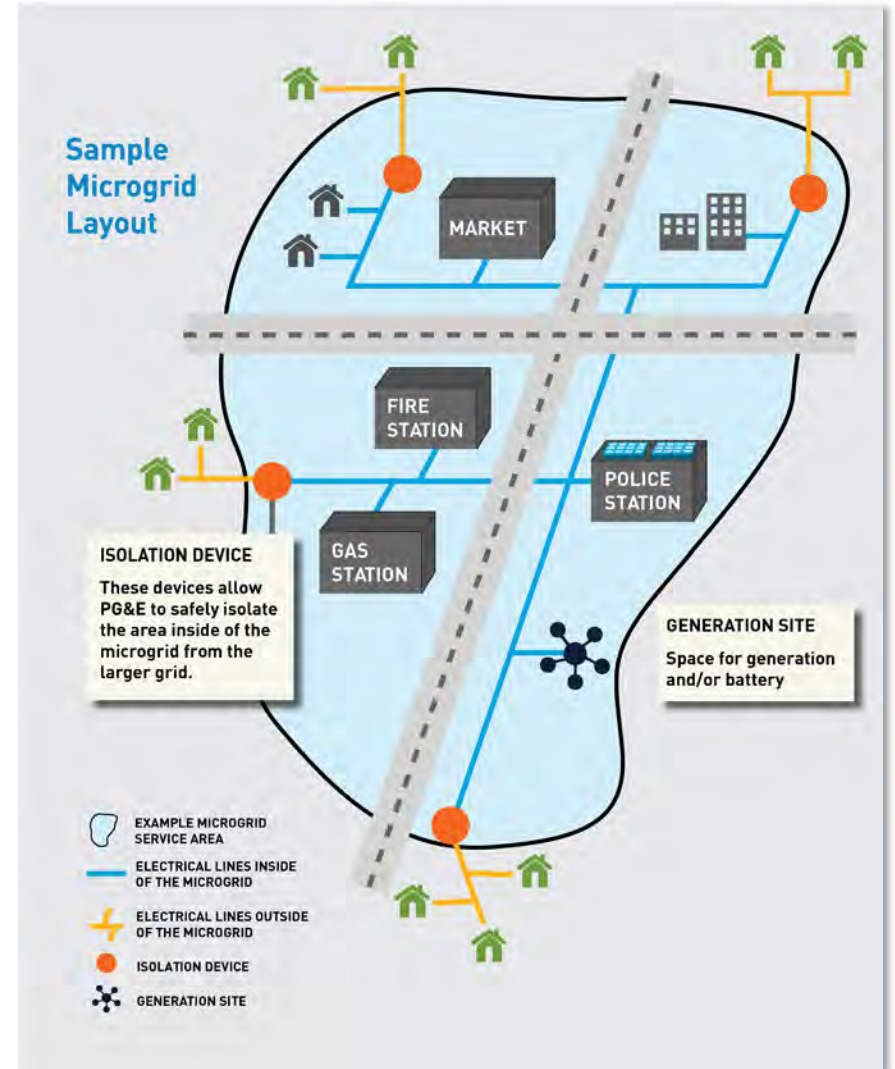 Sample
Microgrid
Layout
MARKET
FIRE
STATION
POLICE
STATION
GAS
STATION
ISOLATION DEVICE
These devices allow
PG&E to safely isolate
the area inside of the
microgrid from the
larger grid.
GENERATION SITE
Space for generation
and/or battery
EXAMPLE MICROGRID
SERVICE AREA
ELECTRICAL LINES INSIDE
OF THE MICROGRID
ELECTRICAL LINES OUTSIDE
OF THE MICROGRID
ISOLATION DEVICE
GENERATION SITE